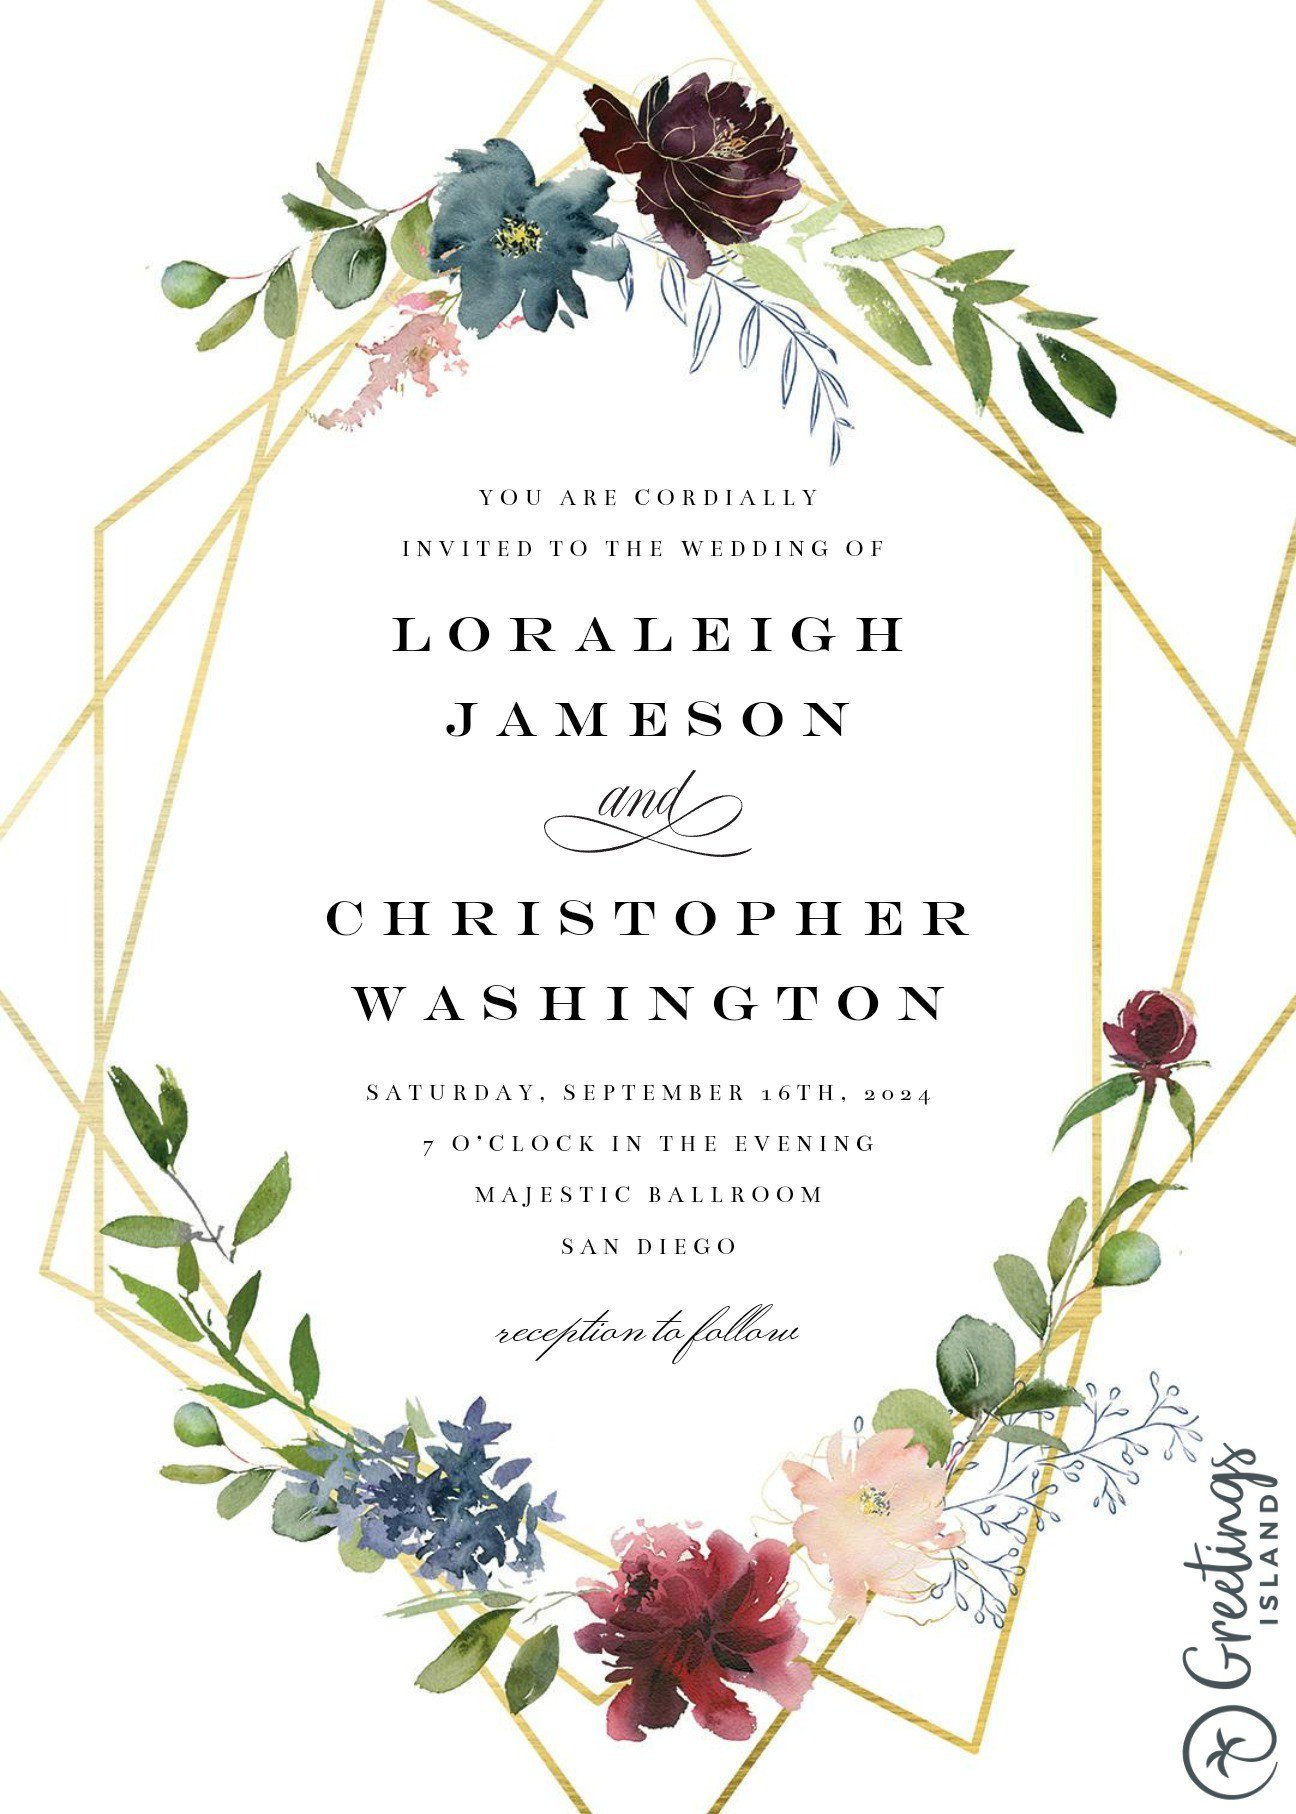 YOU ARE CORDIALLY
INVITED TO THE WEDDING OF
LORALEIGH
JAMESON
and
CHRISTOPHER
WASHINGTON
SATURDAY, SEPTEMBER 16TH, 2024
7 O'CLOCK IN THE EVENING
MAJESTIC BALLROOM
SAN DIEGO
reception to follow
Greetings
ISLAND